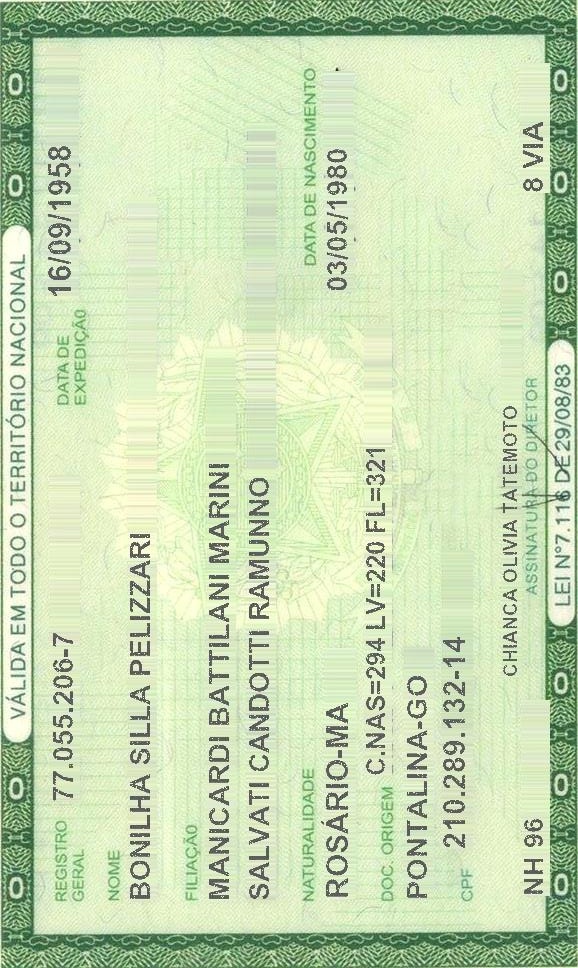 VÁLIDA EM TODO O TERRITÓRIO NACIONAL
REGISTRO GERAL 77.055.206-7 DATA DE EXPEDIÇÃO 16/09/1958
NOME
BONILHA SILLA PELIZZARI
FILIAÇÃO
MANICARDI BATTILANI MARINI
SALVATI CANDOTTI RAMUNNO
NATURALIDADE DATA DE NASCIMENTO
ROSÁRIO-MA 03/05/1980
DOC. ORIGEM C.NAS=294 LV=220 FL=321
PONTALINA-GO
CPF 210.289.132-14
CHIANCA OLIVIA TATEMOTO
NH 96 ASSINATURA DO DIRETOR 8 VIA
LEI Nº7.116 DE 29/08/83